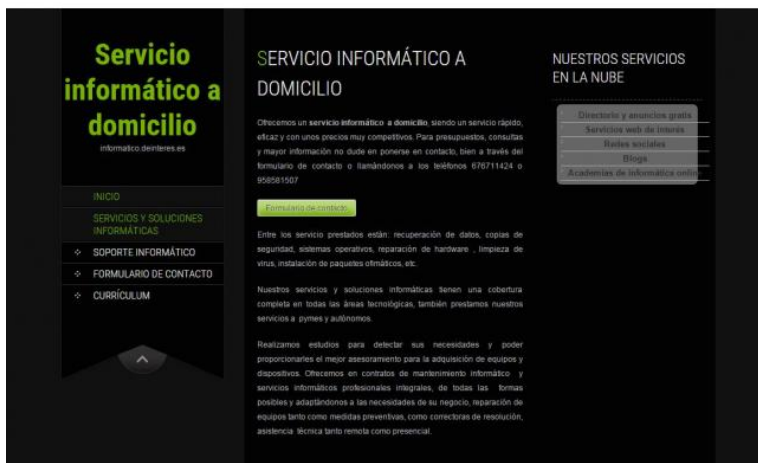 Servicio
informático a
domicilio
informatico.deinteres.es
INICIO
SERVICIOS Y SOLUCIONES
INFORMÁTICAS
SOPORTE INFORMÁTICO
FORMULARIO DE CONTACTO
CURRÍCULUM
SERVICIO INFORMÁTICO A
DOMICILIO
Ofrecemos un servicio informático a domicilio, siendo un servicio rápido,
eficaz y con unos precios muy competitivos. Para presupuestos, consultas
y mayor información no dude en ponerse en contacto, bien a través del
formulario de contacto o llamándonos a los teléfonos 676711424 o
958581507
Formulario de contacto
Entre los servicio prestados están: recuperación de datos, copias de
seguridad, sistemas operativos, reparación de hardware , limpieza de
virus, instalación de paquetes ofimáticos, etc.
Nuestros servicios y soluciones informáticas tienen una cobertura
completa en todas las áreas tecnológicas, también prestamos nuestros
servicios a pymes y autónomos.
Realizamos estudios para detectar sus necesidades y poder
proporcionarles el mejor asesoramiento para la adquisición de equipos y
dispositivos. Ofrecemos en contratos de mantenimiento informático y
servicios informáticos profesionales integrales, de todas las formas
posibles y adaptándonos a las necesidades de su negocio, reparación de
equipos tanto como medidas preventivas, como correctoras de resolución,
asistencia técnica tanto remota como presencial.
NUESTROS SERVICIOS
EN LA NUBE
Directorio y anuncios gratis
Servicios web de interés
Redes sociales
Blogs
Academias de informática online